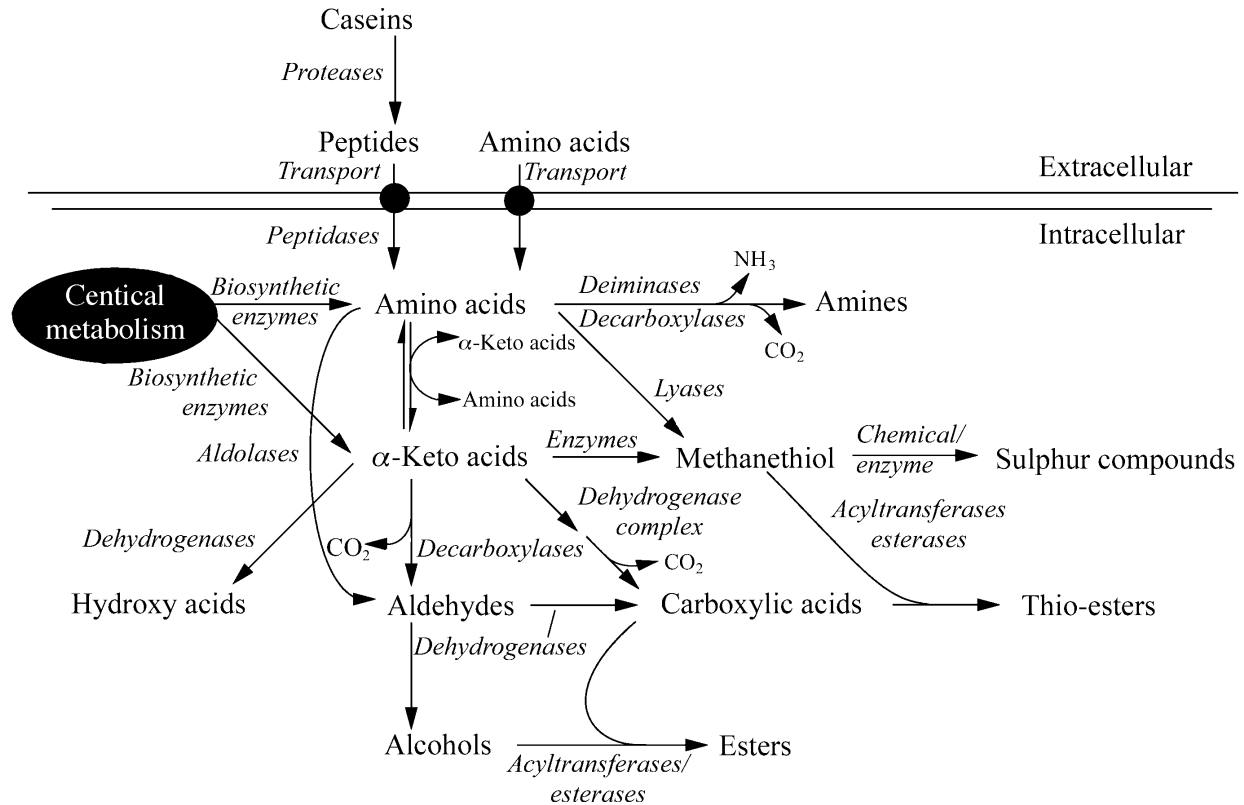 Caseins
Proteases
Peptides
Amino acids
Transport
Transport
Extracellular
Intracellular
Peptidases
Centical
metabolism
Biosynthetic
enzymes
Amino acids
Deiminases
Decarboxylases
NH3
CO2
Amines
α-Keto acids
Amino acids
Biosynthetic
enzymes
Lyases
Aldolases
α-Keto acids
Enzymes
Methanethiol
Chemical/
enzyme
Sulphur compounds
Dehydrogenases
CO2
Decarboxylases
Dehydrogenase
complex
CO2
Acyltransferases
esterases
Hydroxy acids
Aldehydes
Dehydrogenases
Carboxylic acids
Thio-esters
Alcohols
Acyltransferases/
esterases
Esters